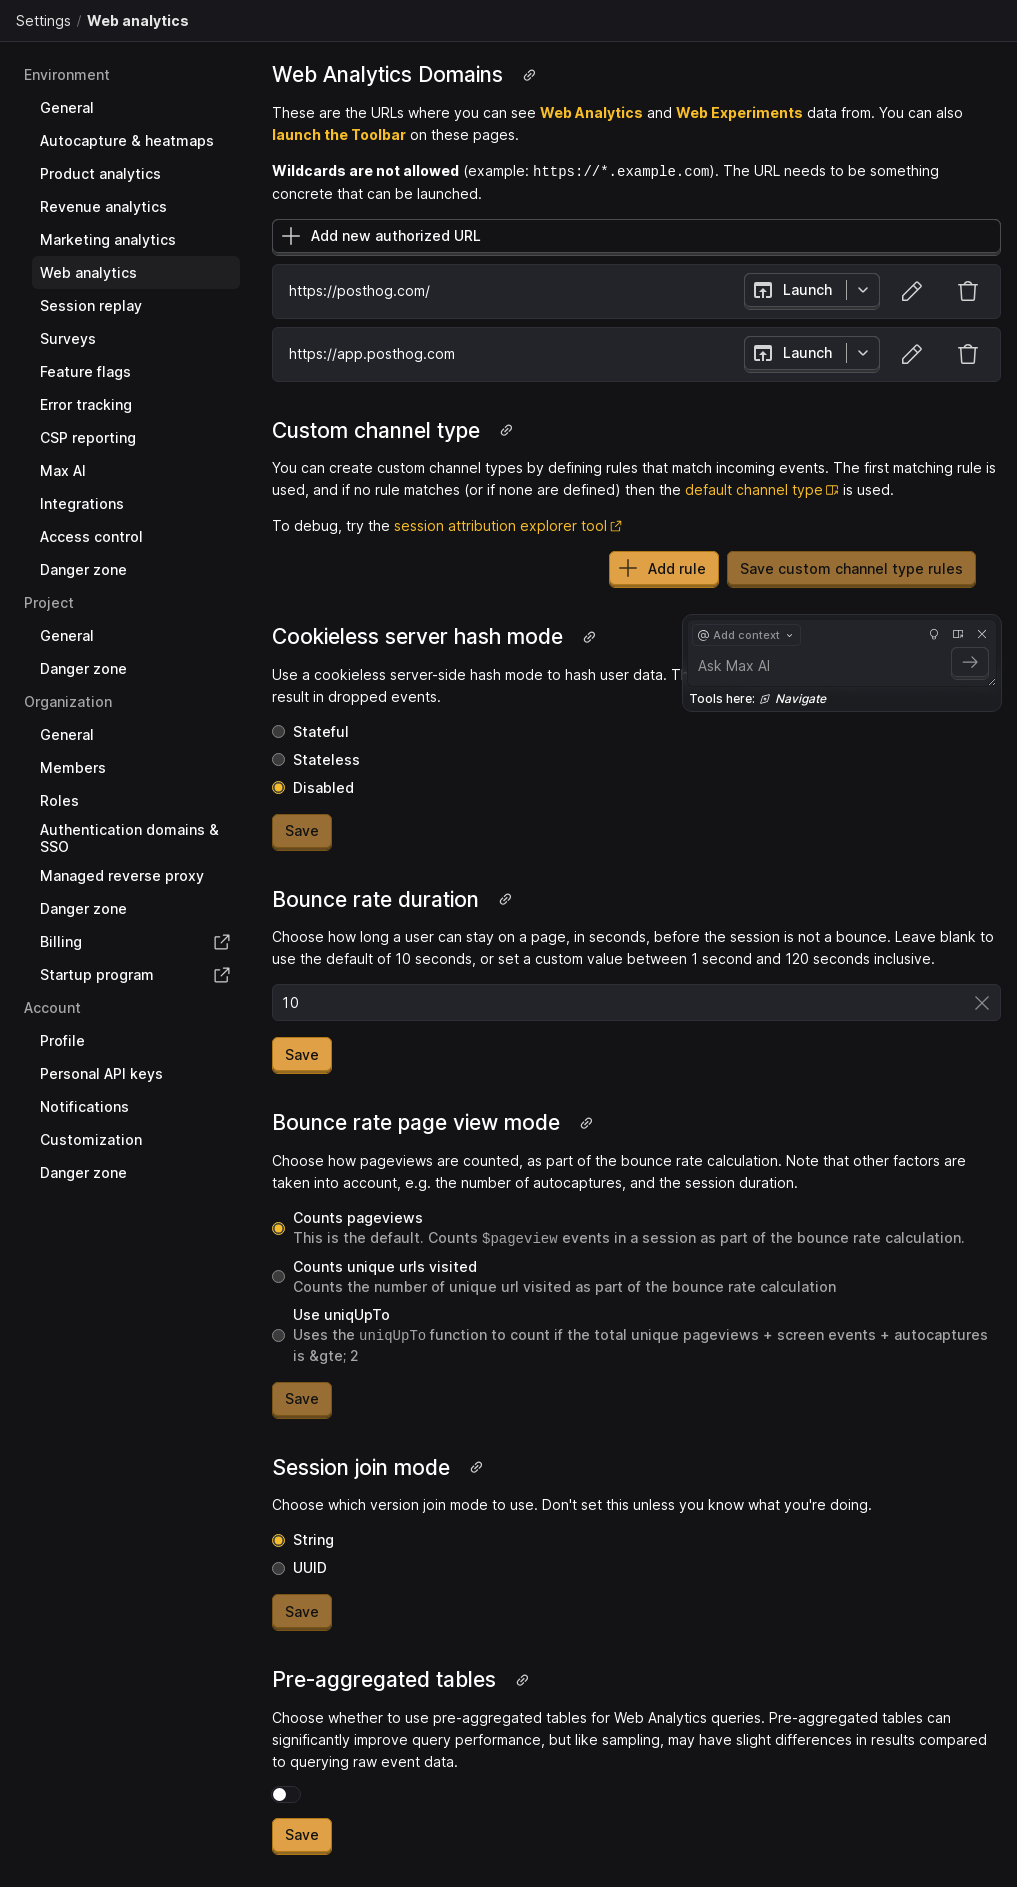 Settings / Web analytics
Environment
General
Autocapture & heatmaps
Product analytics
Revenue analytics
Marketing analytics
Web analytics
Session replay
Surveys
Feature flags
Error tracking
CSP reporting
Max AI
Integrations
Access control
Danger zone
Project
General
Danger zone
Organization
General
Members
Roles
Authentication domains &
SSO
Managed reverse proxy
Danger zone
Billing
Startup program
Account
Profile
Personal API keys
Notifications
Customization
Danger zone
Web Analytics Domains
These are the URLs where you can see Web Analytics and Web Experiments data from. You can also
launch the Toolbar on these pages.
Wildcards are not allowed (example: https://*.example.com). The URL needs to be something
concrete that can be launched.
Add new authorized URL
https://posthog.com/ Launch
https://app.posthog.com Launch
Custom channel type
You can create custom channel types by defining rules that match incoming events. The first matching rule is
used, and if no rule matches (or if none are defined) then the default channel type is used.
To debug, try the session attribution explorer tool
Add rule Save custom channel type rules
Cookieless server hash mode
Use a cookieless server-side hash mode to hash user data.
result in dropped events.
@ Add context
Ask Max AI
Tools here: Navigate
Stateful
Stateless
Disabled
Save
Bounce rate duration
Choose how long a user can stay on a page, in seconds, before the session is not a bounce. Leave blank to
use the default of 10 seconds, or set a custom value between 1 second and 120 seconds inclusive.
10
Save
Bounce rate page view mode
Choose how pageviews are counted, as part of the bounce rate calculation. Note that other factors are
taken into account, e.g. the number of autocaptures, and the session duration.
Counts pageviews
This is the default. Counts $pageview events in a session as part of the bounce rate calculation.
Counts unique urls visited
Counts the number of unique url visited as part of the bounce rate calculation
Use uniqUpTo
Uses the uniqUpTo function to count if the total unique pageviews + screen events + autocaptures
is &gte; 2
Save
Session join mode
Choose which version join mode to use. Don't set this unless you know what you're doing.
String
UUID
Save
Pre-aggregated tables
Choose whether to use pre-aggregated tables for Web Analytics queries. Pre-aggregated tables can
significantly improve query performance, but like sampling, may have slight differences in results compared
to querying raw event data.
Save